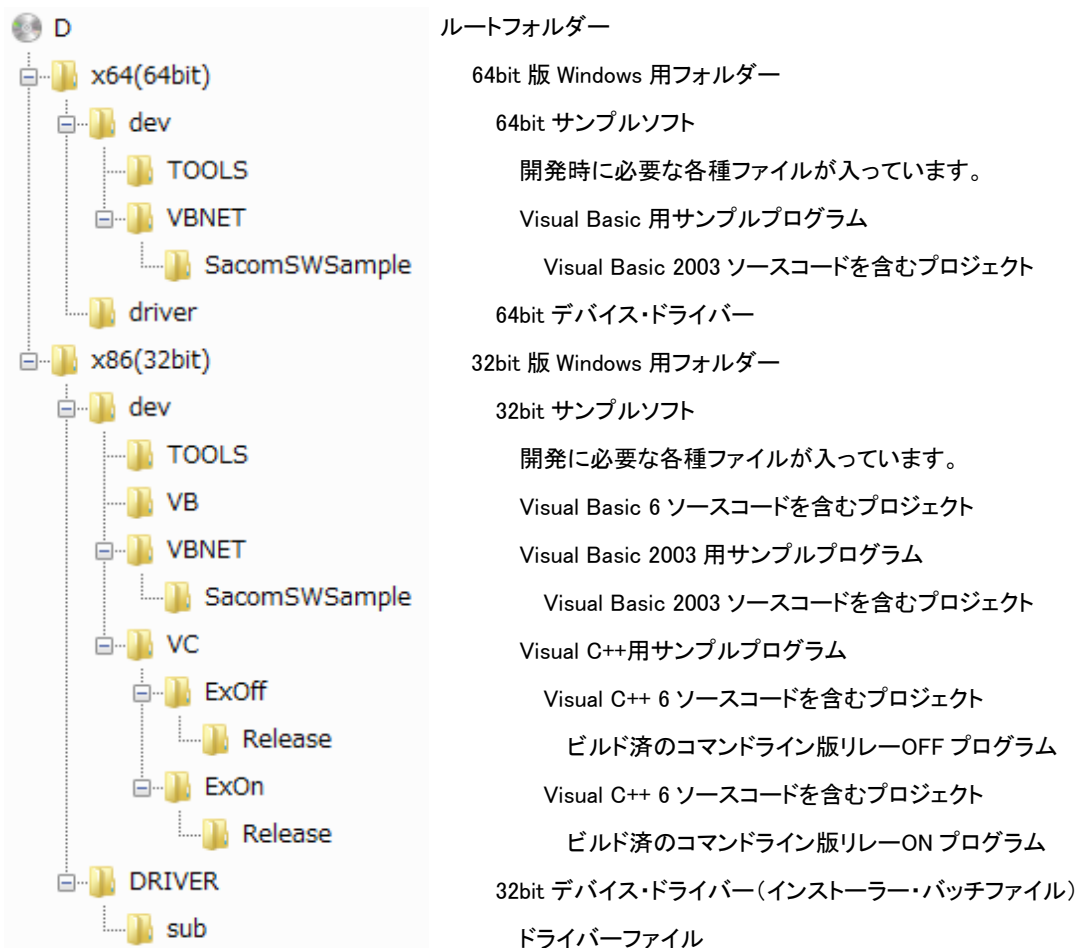 D ルートフォルダー
x64(64bit) 64bit 版 Windows 用フォルダー
dev 64bit サンプルソフト
TOOLS 開発時に必要な各種ファイルが入っています。
VBNET Visual Basic 用サンプルプログラム
SacomSWSample Visual Basic 2003 ソースコードを含むプロジェクト
driver 64bit デバイス・ドライバー
x86(32bit) 32bit 版 Windows 用フォルダー
dev 32bit サンプルソフト
TOOLS 開発に必要な各種ファイルが入っています。
VB Visual Basic 6 ソースコードを含むプロジェクト
VBNET Visual Basic 2003 用サンプルプログラム
SacomSWSample Visual Basic 2003 ソースコードを含むプロジェクト
VC Visual C++用サンプルプログラム
ExOff Visual C++ 6 ソースコードを含むプロジェクト
Release ビルド済のコマンドライン版リレーOFF プログラム
ExOn Visual C++ 6 ソースコードを含むプロジェクト
Release ビルド済のコマンドライン版リレーON プログラム
DRIVER 32bit デバイス・ドライバー(インストーラー・バッチファイル)
sub ドライバーファイル